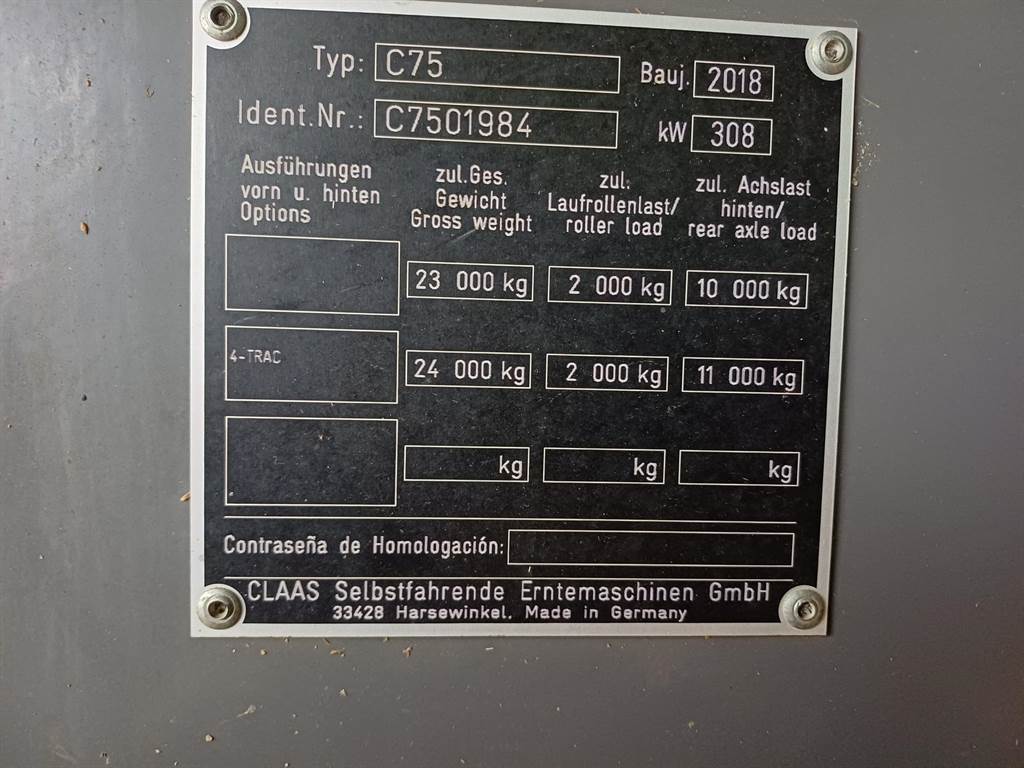 Typ: C75 Bauj. 2018
Ident.Nr.: C7501984 kW 308
Ausführungen
vorn u. hinten
Options
zul.Ges.
Gewicht
Gross weight
zul.
Laufrollenlast/
roller load
zul. Achslast
hinten/
rear axle load
23 000 kg 2 000 kg 10 000 kg
4-TRAC 24 000 kg 2 000 kg 11 000 kg
kg kg kg
Contraseña de Homologación:
CLAAS Selbstfahrende Erntemaschinen GmbH
33428 Harsewinkel. Made in Germany